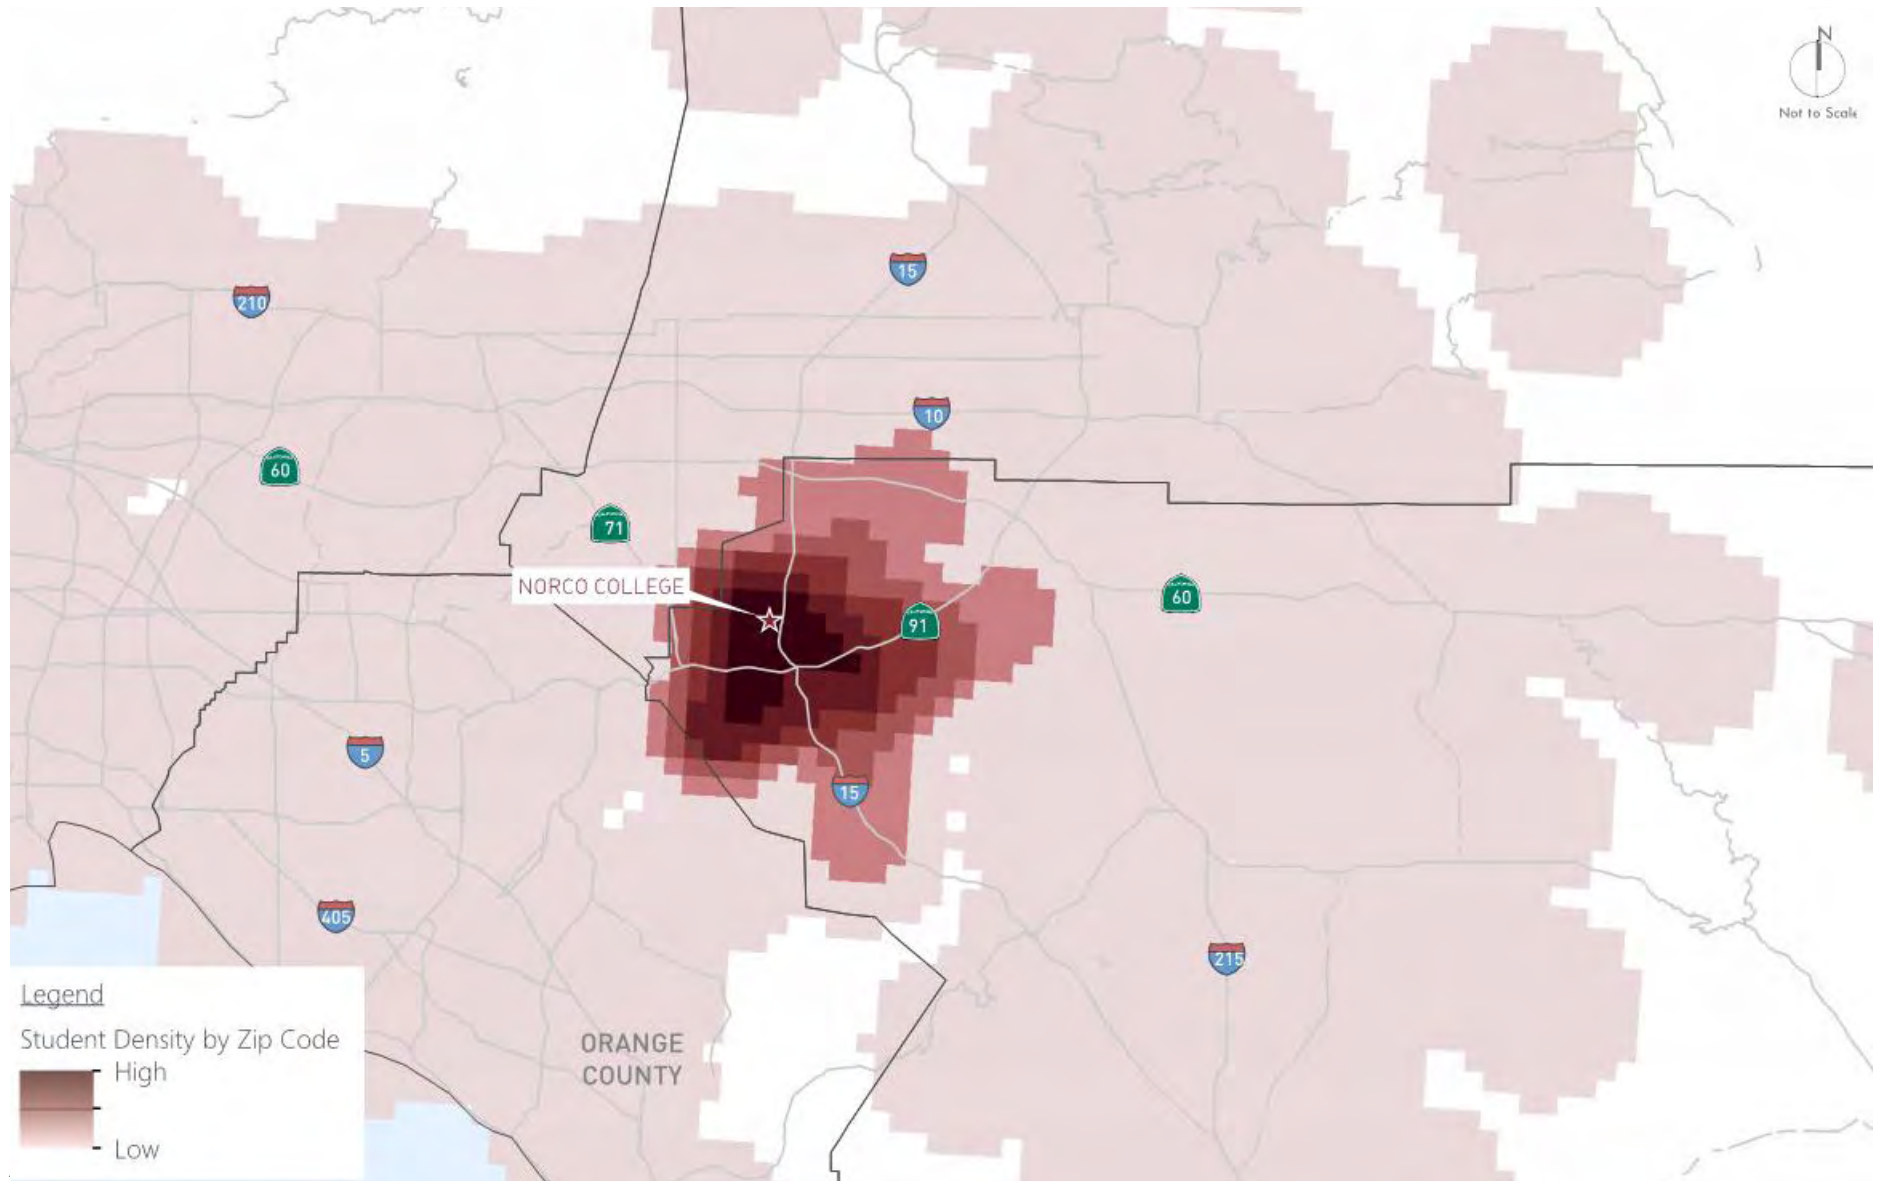 N
Not to Scale
15
210
10
60
71
NORCO COLLEGE
60
91
5
15
405
215
ORANGE
COUNTY
Legend
Student Density by Zip Code
High
Low